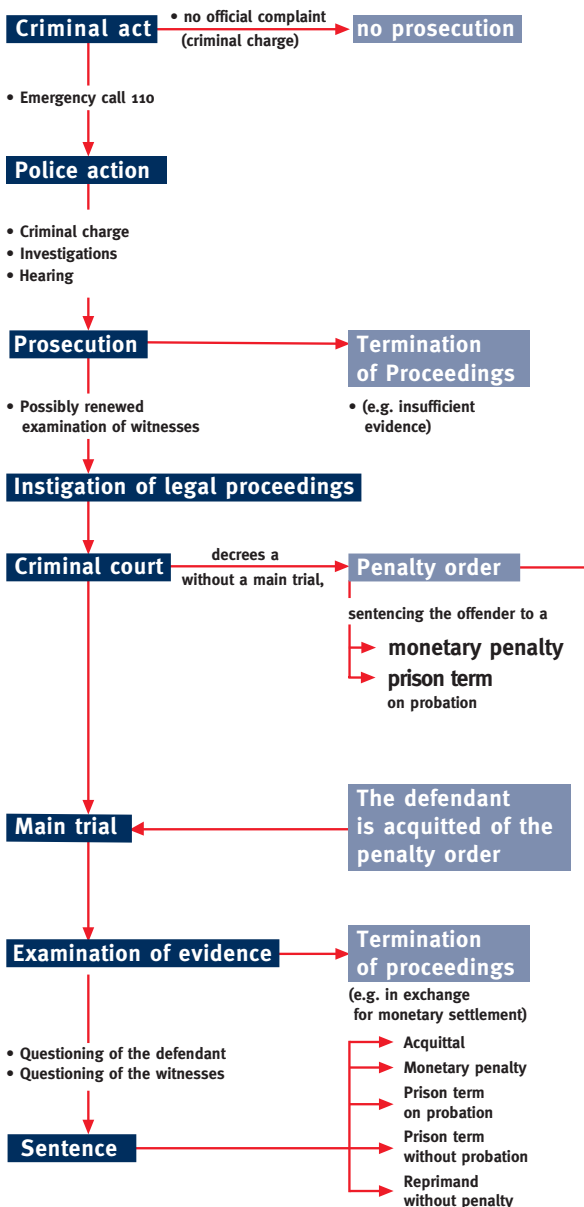 Criminal act
• no official complaint
(criminal charge)
no prosecution
• Emergency call 110
Police action
• Criminal charge
• Investigations
• Hearing
Prosecution
Termination
of Proceedings
• Possibly renewed
examination of witnesses
• (e.g. insufficient
evidence)
Instigation of legal proceedings
Criminal court
decrees a
without a main trial,
Penalty order
sentencing the offender to a
monetary penalty
prison term
on probation
Main trial
The defendant
is acquitted of the
penalty order
Examination of evidence
Termination
of proceedings
(e.g. in exchange
for monetary settlement)
• Questioning of the defendant
• Questioning of the witnesses
Sentence
Acquittal
Monetary penalty
Prison term
on probation
Prison term
without probation
Reprimand
without penalty